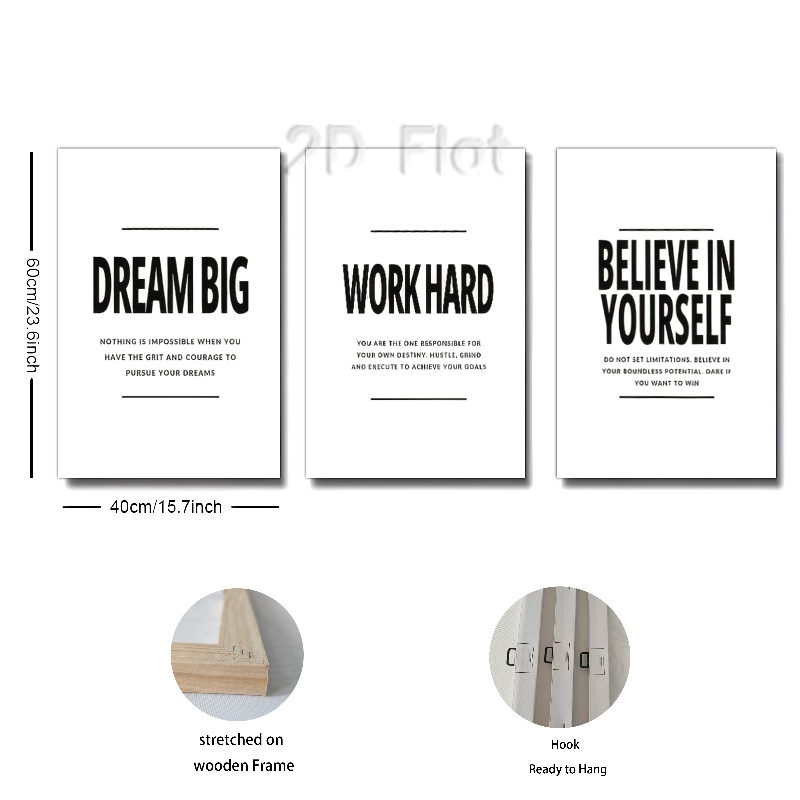 2D Flat
60cm/23.6inch
DREAM BIG
NOTHING IS IMPOSSIBLE WHEN YOU
HAVE THE GRIT AND COURAGE TO
PURSUE YOUR DREAMS
WORK HARD
YOU ARE THE ONE RESPONSIBLE FOR
YOUR OWN DESTINY. HUSTLE, GRIND
AND EXECUTE TO ACHIEVE YOUR GOALS
BELIEVE IN
YOURSELF
DO NOT SET LIMITATIONS. BELIEVE IN
YOUR BOUNDLESS POTENTIAL. DARE IF
YOU WANT TO WIN
40cm/15.7inch
stretched on
wooden Frame
Hook
Ready to Hang